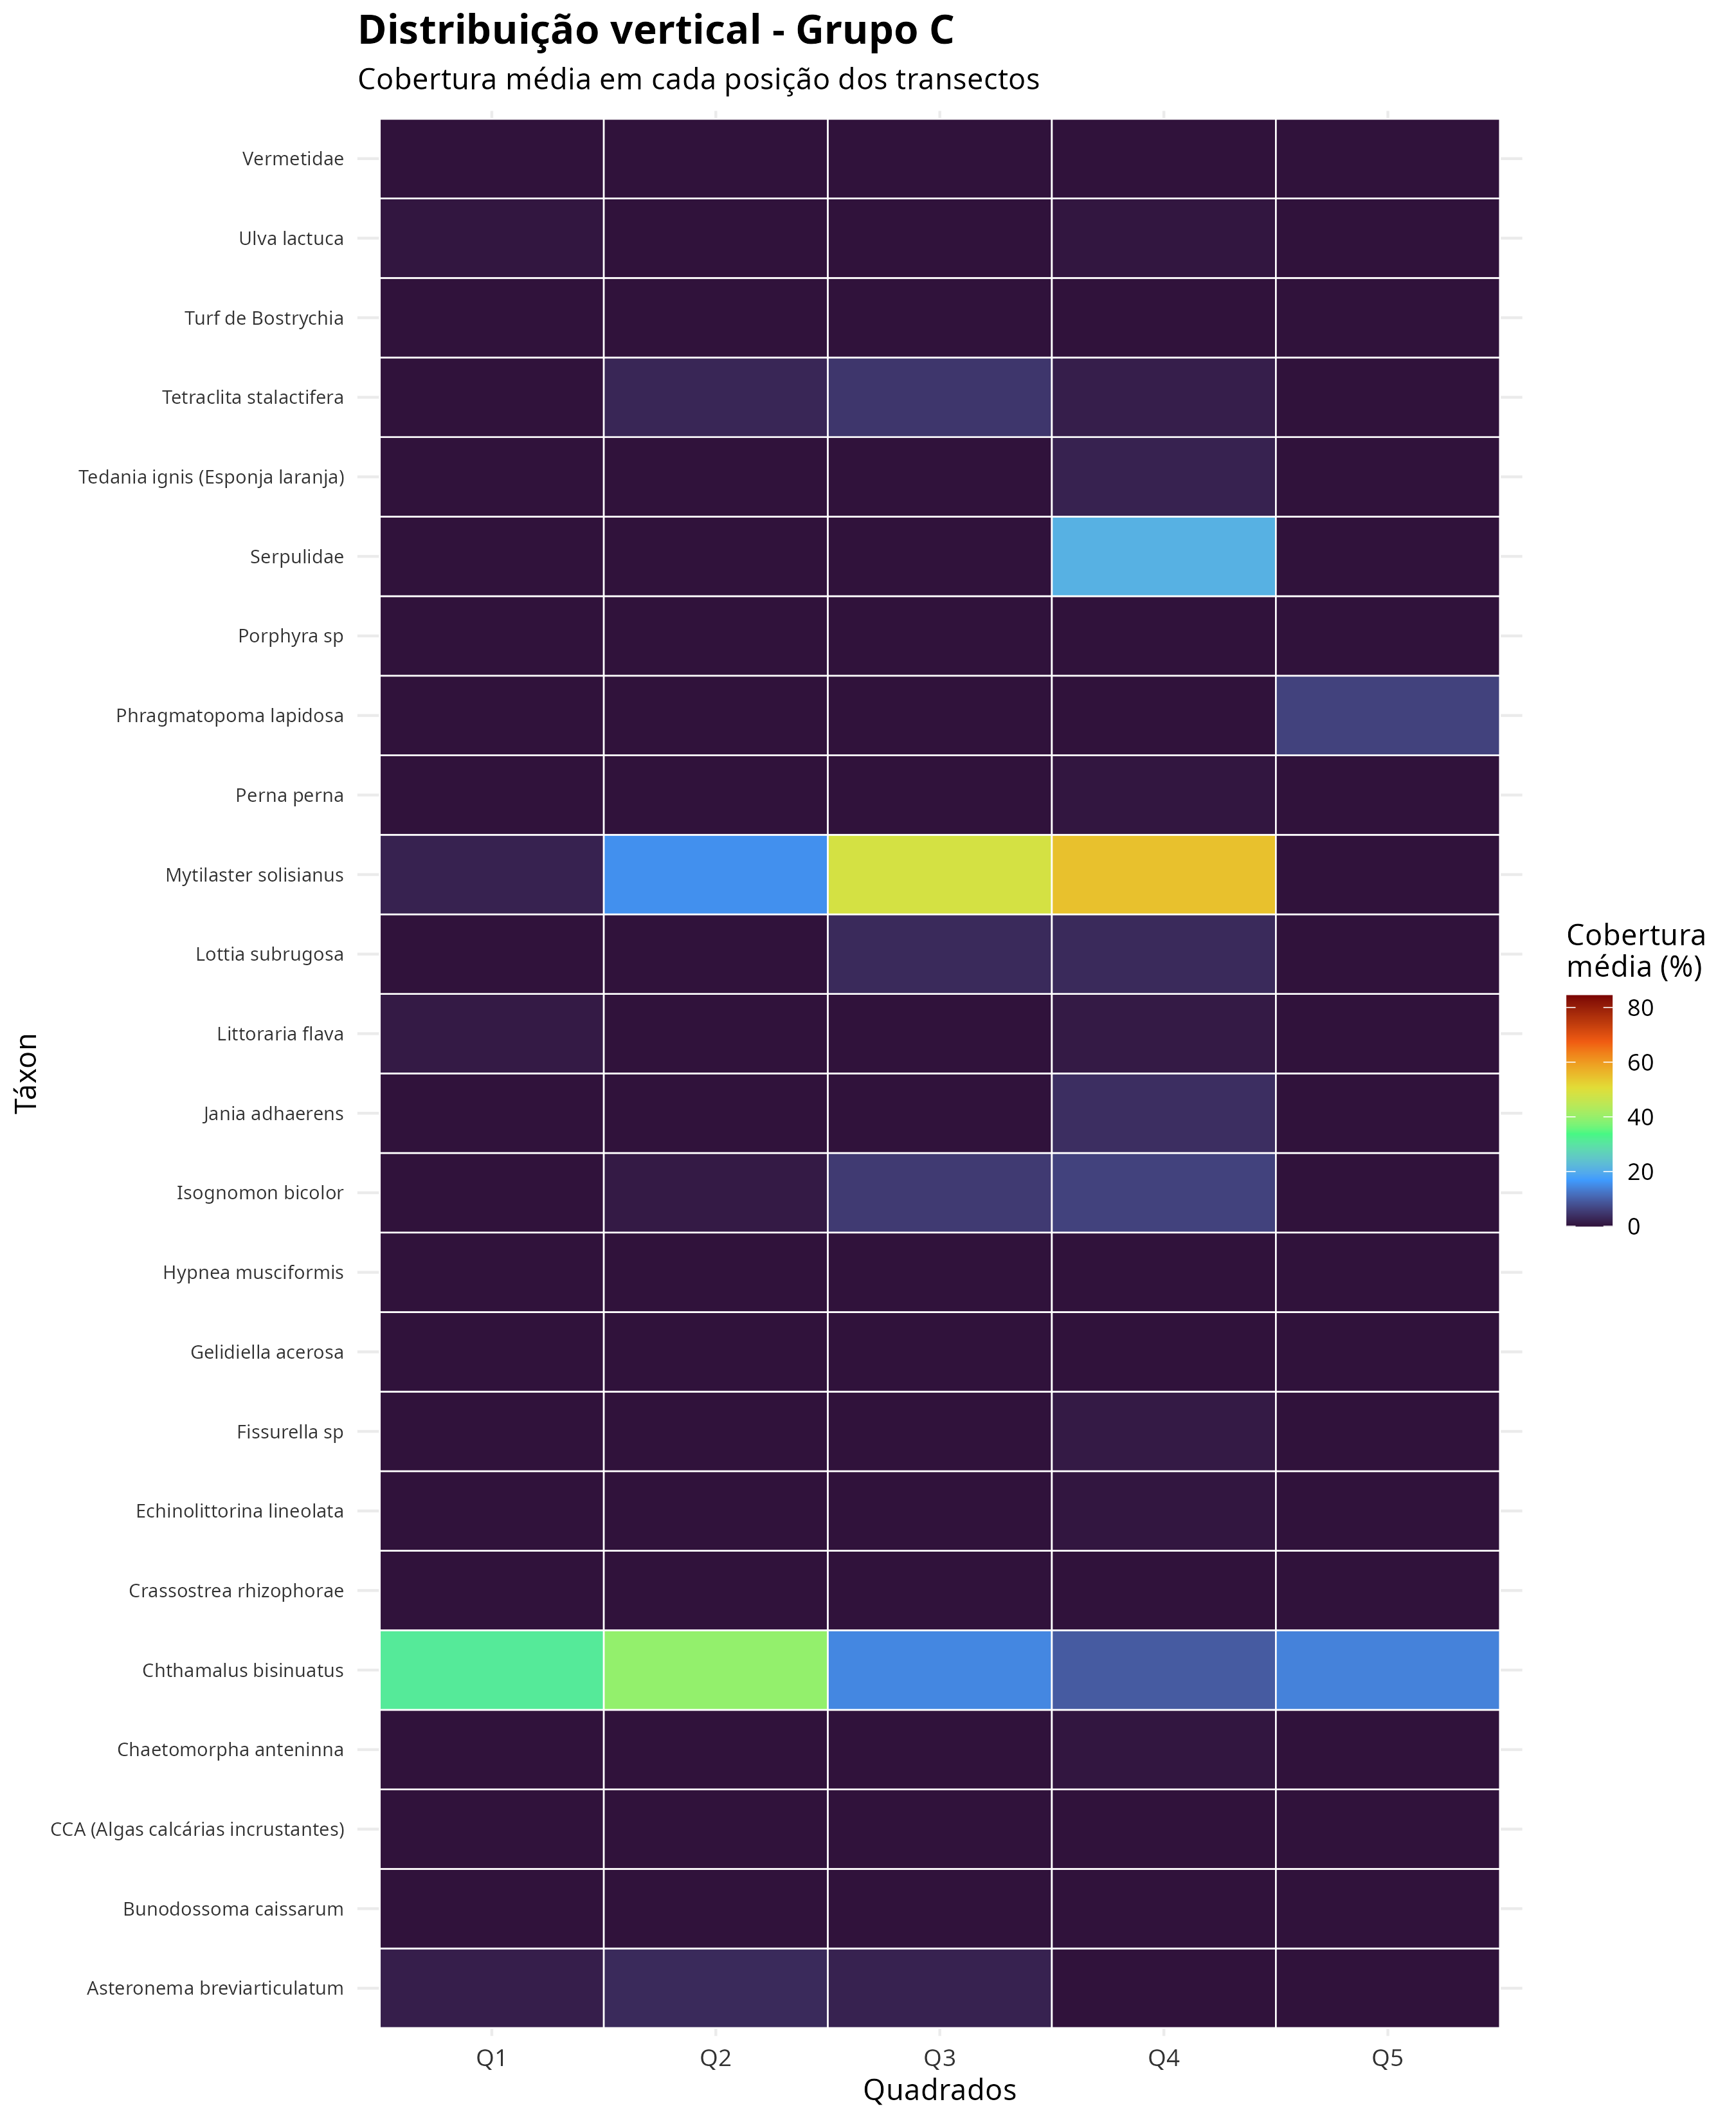 Distribuição vertical - Grupo C
Cobertura média em cada posição dos transectos
Vermetidae
Ulva lactuca
Turf de Bostrychia
Tetraclita stalactifera
Tedania ignis (Esponja laranja)
Serpulidae
Porphyra sp
Phragmatopoma lapidosa
Perna perna
Mytilaster solisianus
Lottia subrugosa
Littoraria flava
Jania adhaerens
Isognomon bicolor
Hypnea musciformis
Gelidiella acerosa
Fissurella sp
Echinolittorina lineolata
Crassostrea rhizophorae
Chthamalus bisinuatus
Chaetomorpha anteninna
CCA (Algas calcárias incrustantes)
Bunodossoma caissarum
Asteronema breviarticulatum
Táxon
Q1 Q2 Q3 Q4 Q5
Quadrados
Cobertura
média (%)
80
60
40
20
0